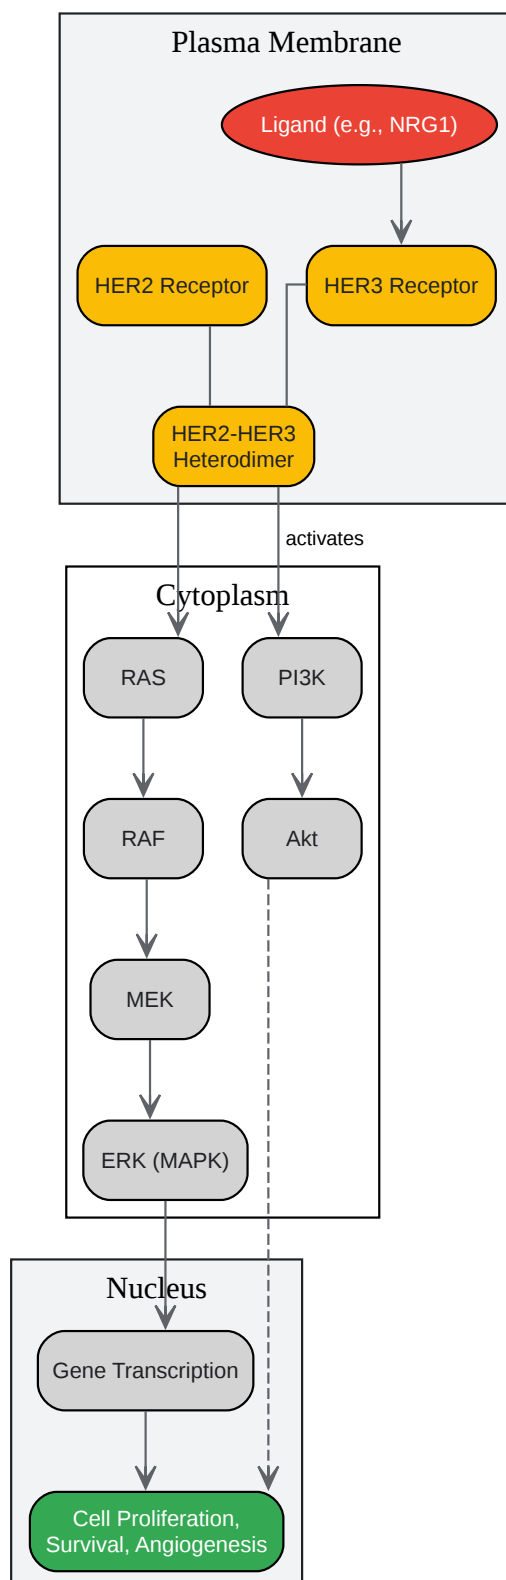 Plasma Membrane
Ligand (e.g., NRG1)
HER2 Receptor
HER3 Receptor
HER2-HER3
Heterodimer
activates
Cytoplasm
RAS
PI3K
RAF
Akt
MEK
ERK (MAPK)
Nucleus
Gene Transcription
Cell Proliferation,
Survival, Angiogenesis